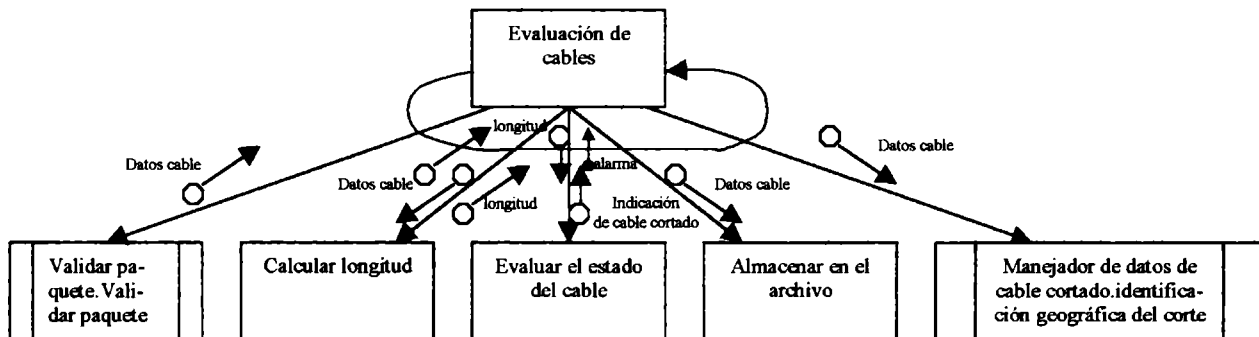 Evaluación de
cables
longitud
Datos cable
alarma
Datos cable
Datos cable
longitud
Indicación
de cable cortado
Datos cable
Validar pa-
quete.Vali-
dar paquete
Calcular longitud
Evaluar el estado
del cable
Almacenar en el
archivo
Manejador de datos de
cable cortado.identifica-
ción geográfica del corte